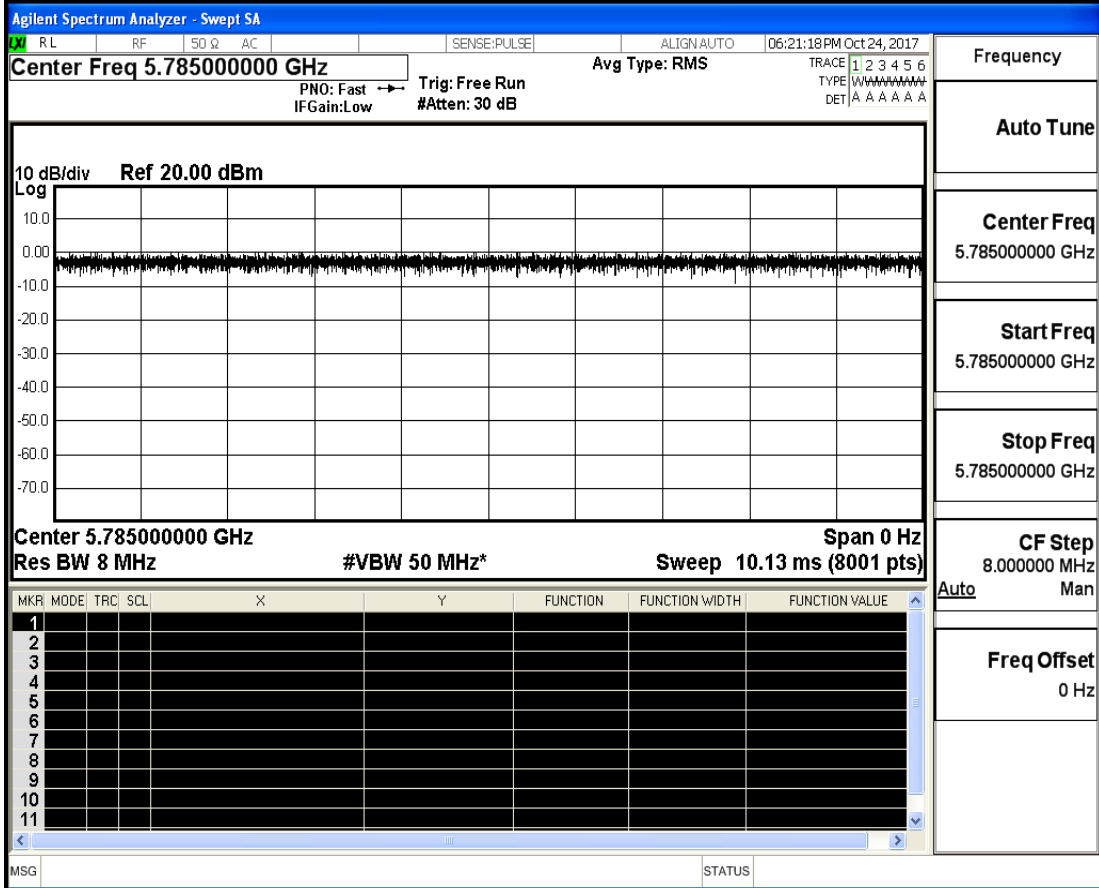 Agilent Spectrum Analyzer - Swept SA
LXI RL RF 50 Ω AC SENSE:PULSE ALIGN AUTO 06:21:18 PM Oct 24, 2017
Center Freq 5.785000000 GHz Avg Type: RMS TRACE 1 2 3 4 5 6
PNO: Fast Trig: Free Run TYPE WWWWWW
IFGain:Low #Atten: 30 dB DET A A A A A A
10 dB/div Ref 20.00 dBm
Log
10.0
0.00
-10.0
-20.0
-30.0
-40.0
-50.0
-60.0
-70.0
Center 5.785000000 GHz Span 0 Hz
Res BW 8 MHz #VBW 50 MHz* Sweep 10.13 ms (8001 pts)
MKR MODE TRC SCL X Y FUNCTION FUNCTION WIDTH FUNCTION VALUE
1
2
3
4
5
6
7
8
9
10
11
MSG STATUS
Frequency
Auto Tune
Center Freq
5.785000000 GHz
Start Freq
5.785000000 GHz
Stop Freq
5.785000000 GHz
CF Step
8.000000 MHz
Auto Man
Freq Offset
0 Hz